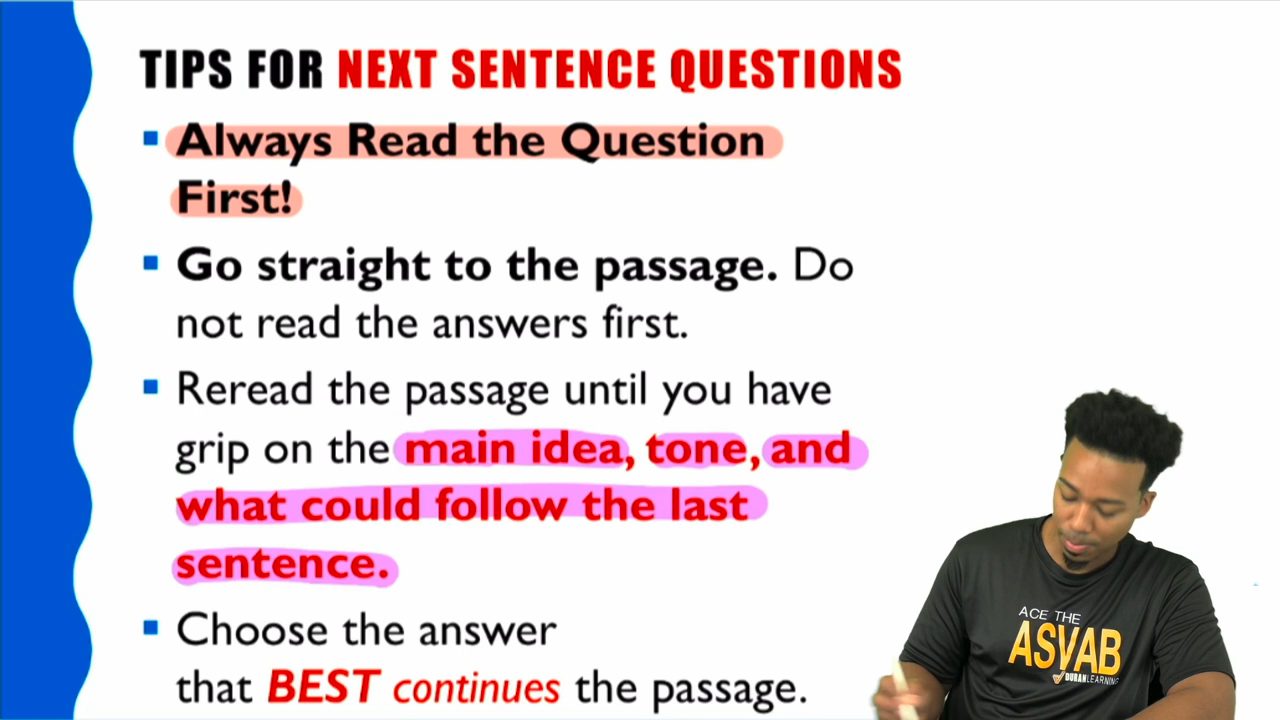 TIPS FOR NEXT SENTENCE QUESTIONS
▪ Always Read the Question
First!
▪ Go straight to the passage. Do
not read the answers first.
▪ Reread the passage until you have
grip on the main idea, tone, and
what could follow the last
sentence.
▪ Choose the answer
that BEST continues the passage.
ACE THE
ASVAB
DURANLEARNING